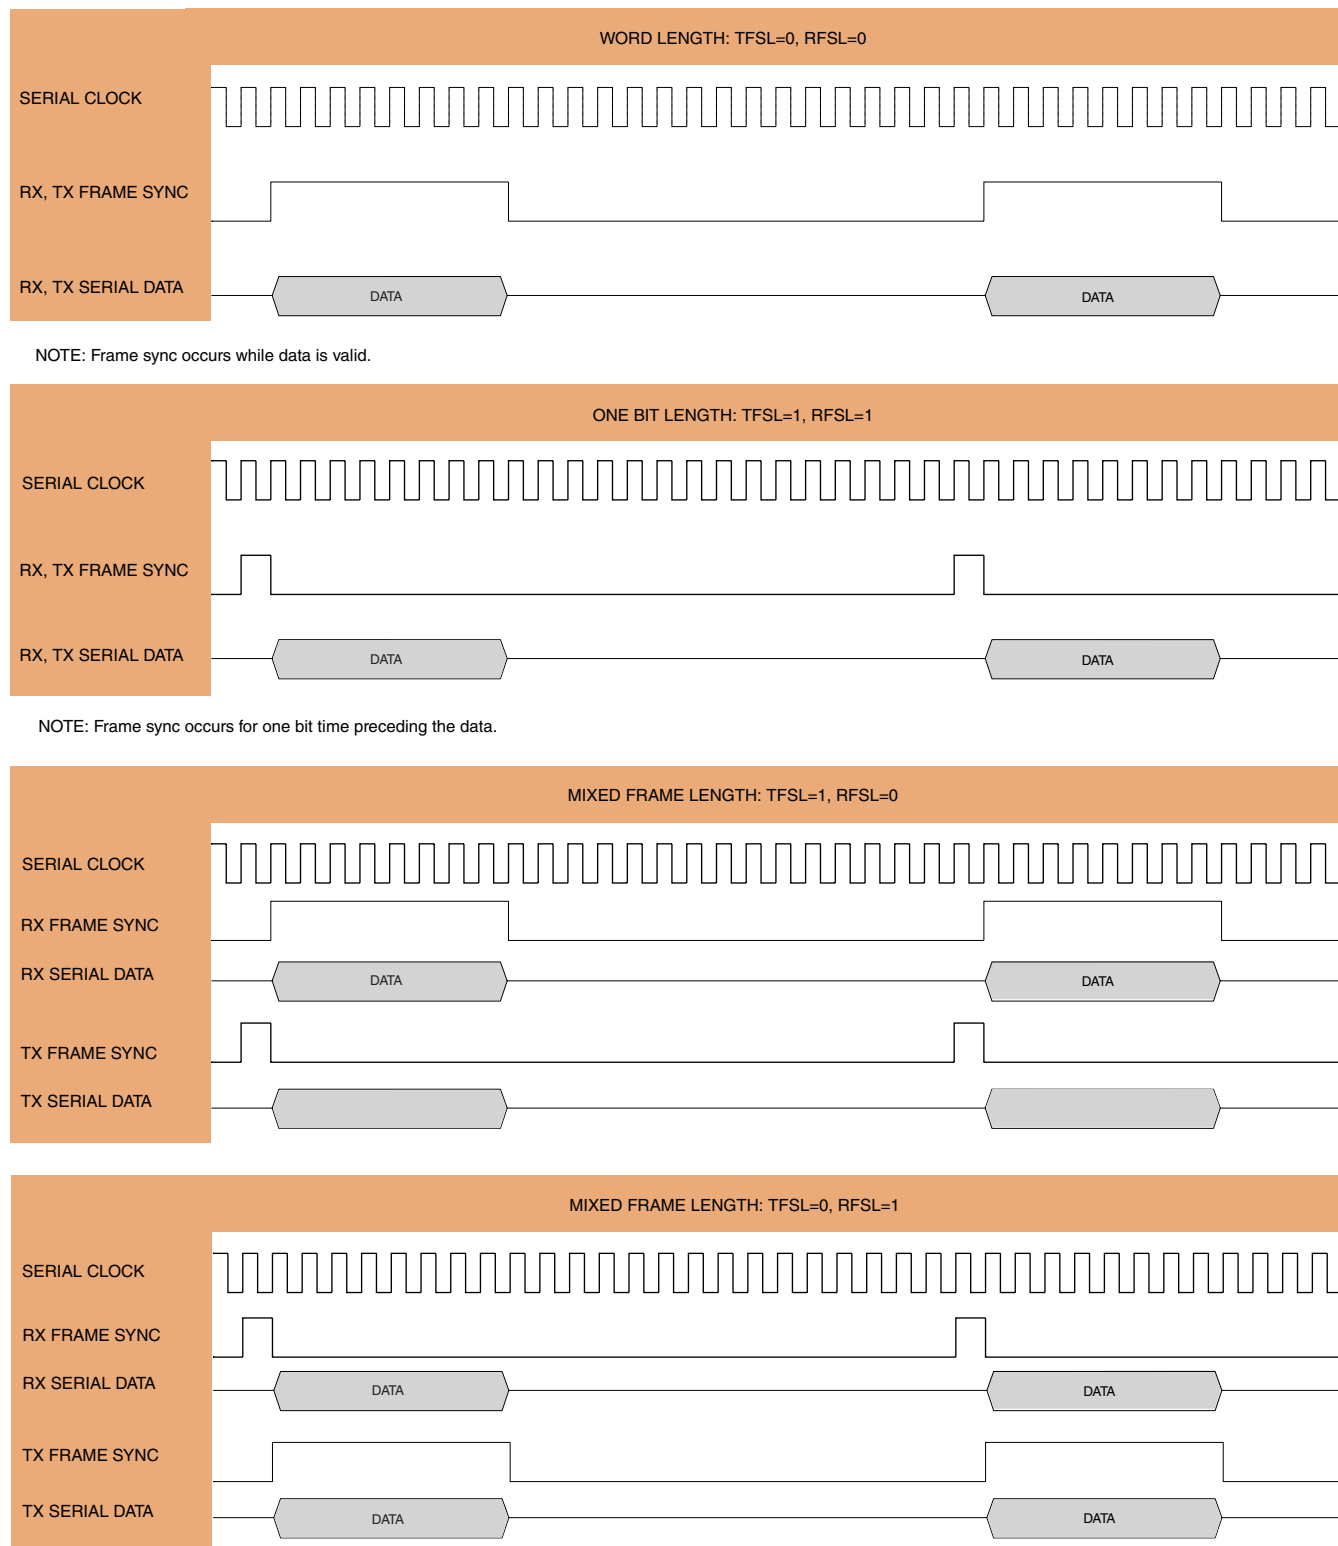 WORD LENGTH: TFSL=0, RFSL=0
SERIAL CLOCK
RX, TX FRAME SYNC
RX, TX SERIAL DATA
DATA
DATA
NOTE: Frame sync occurs while data is valid.
ONE BIT LENGTH: TFSL=1, RFSL=1
SERIAL CLOCK
RX, TX FRAME SYNC
RX, TX SERIAL DATA
DATA
DATA
NOTE: Frame sync occurs for one bit time preceding the data.
MIXED FRAME LENGTH: TFSL=1, RFSL=0
SERIAL CLOCK
RX FRAME SYNC
RX SERIAL DATA
DATA
DATA
TX FRAME SYNC
TX SERIAL DATA
MIXED FRAME LENGTH: TFSL=0, RFSL=1
SERIAL CLOCK
RX FRAME SYNC
RX SERIAL DATA
DATA
DATA
TX FRAME SYNC
TX SERIAL DATA
DATA
DATA